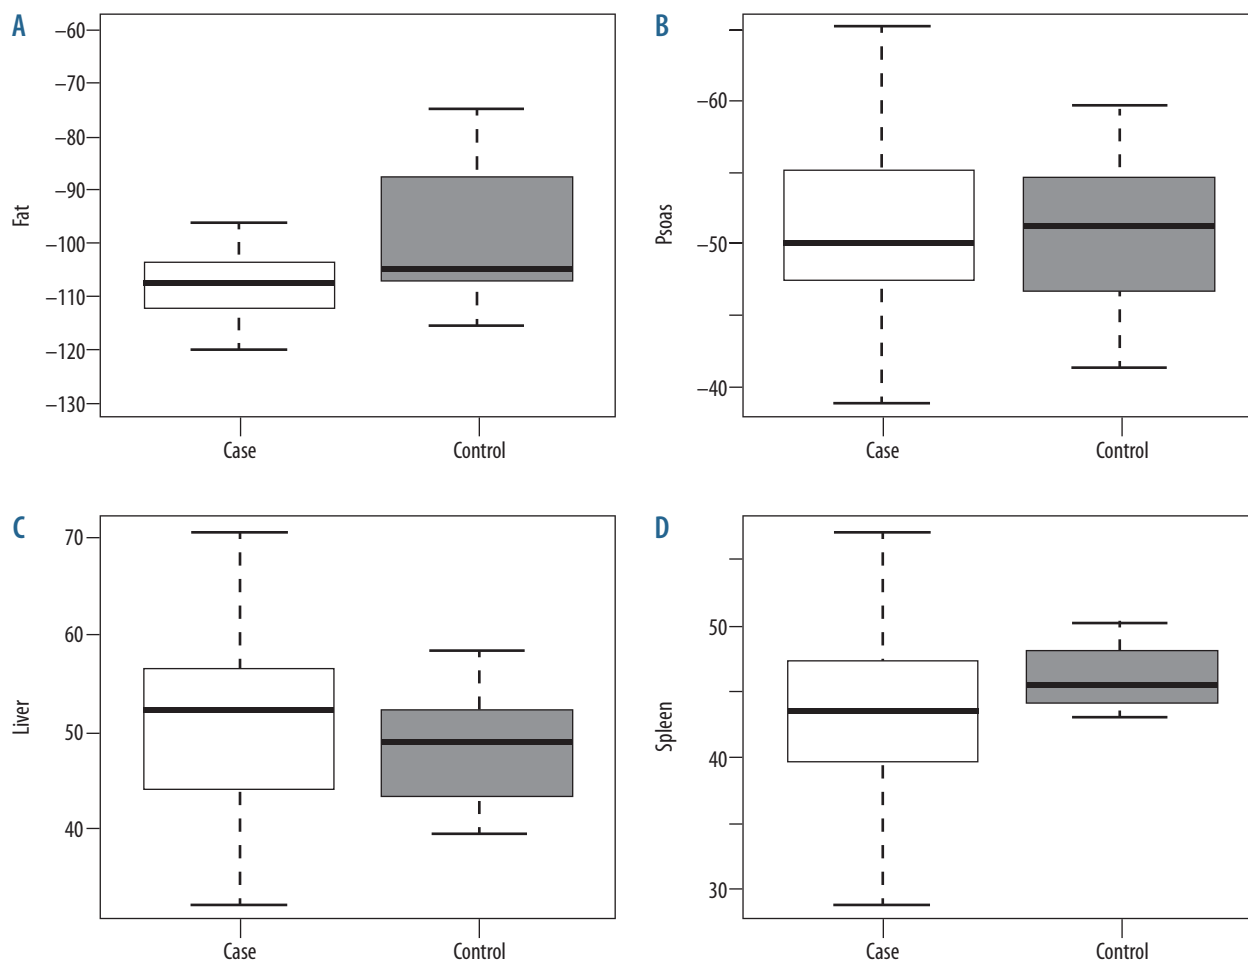 A
–60
–70
–80
–90
–100
–110
–120
–130
Fat
Case
Control
B
–60
–50
–40
Psoas
Case
Control
C
70
60
50
40
Liver
Case
Control
D
50
40
30
Spleen
Case
Control